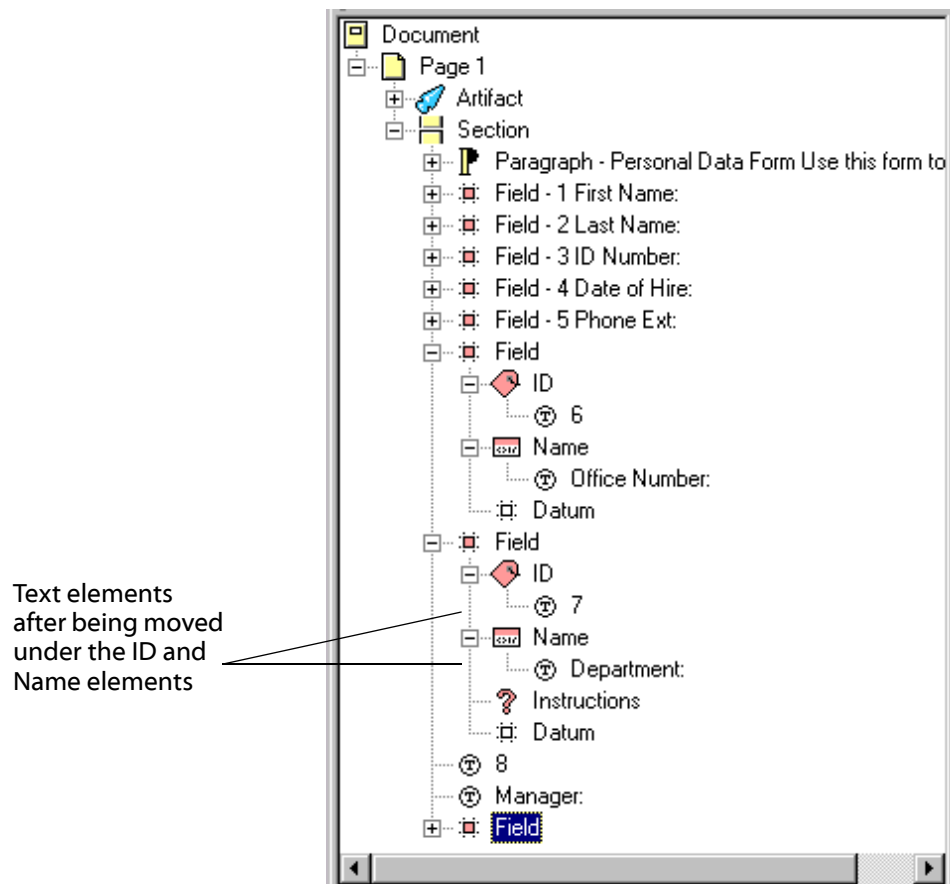 Document
Page 1
Artifact
Section
Paragraph - Personal Data Form Use this form to
Field - 1 First Name:
Field - 2 Last Name:
Field - 3 ID Number:
Field - 4 Date of Hire:
Field - 5 Phone Ext:
Field
ID
6
Name
Office Number:
Datum
Field
ID
7
Name
Department:
Instructions
Datum
8
Manager:
Field
Text elements
after being moved
under the ID and
Name elements